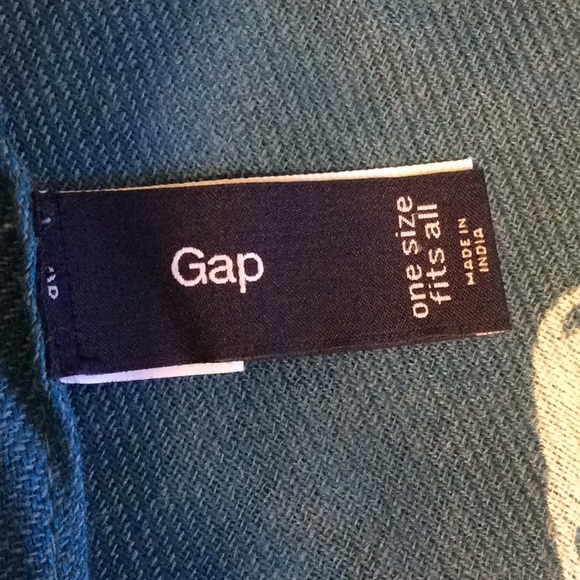 Gap
one size
fits all
MADE IN
INDIA